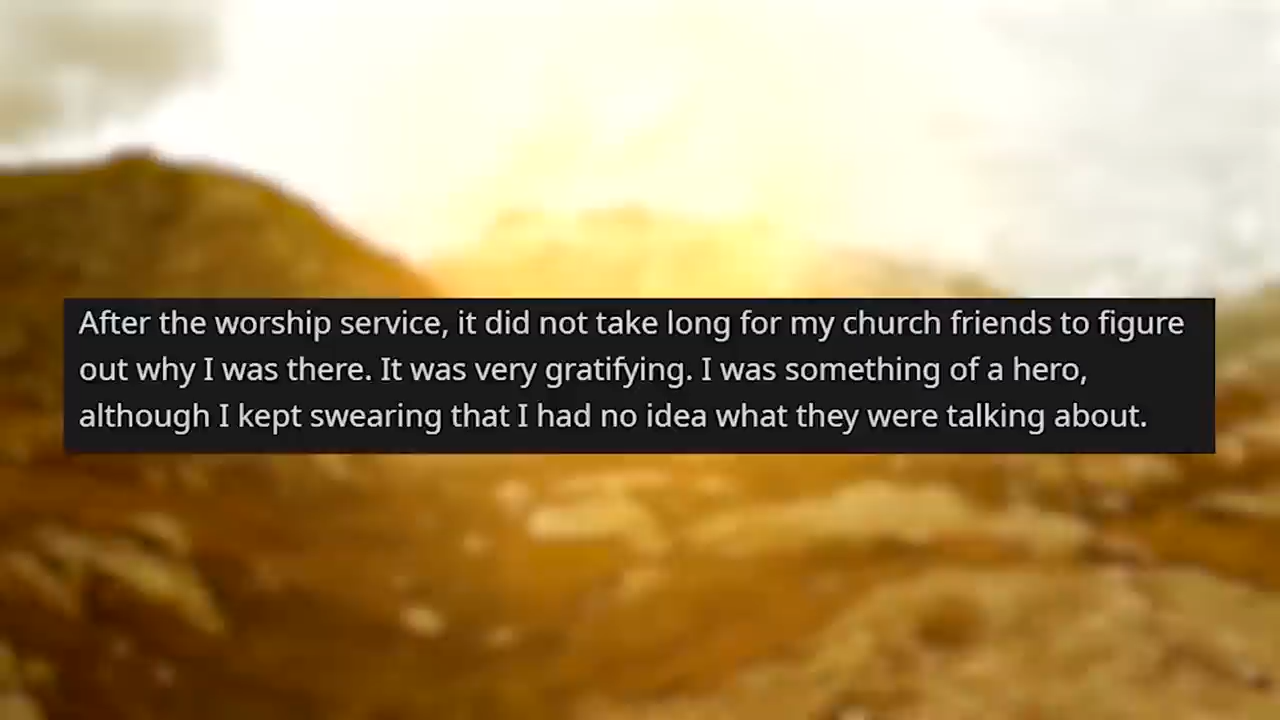 After the worship service, it did not take long for my church friends to figure
out why I was there. It was very gratifying. I was something of a hero,
although I kept swearing that I had no idea what they were talking about.